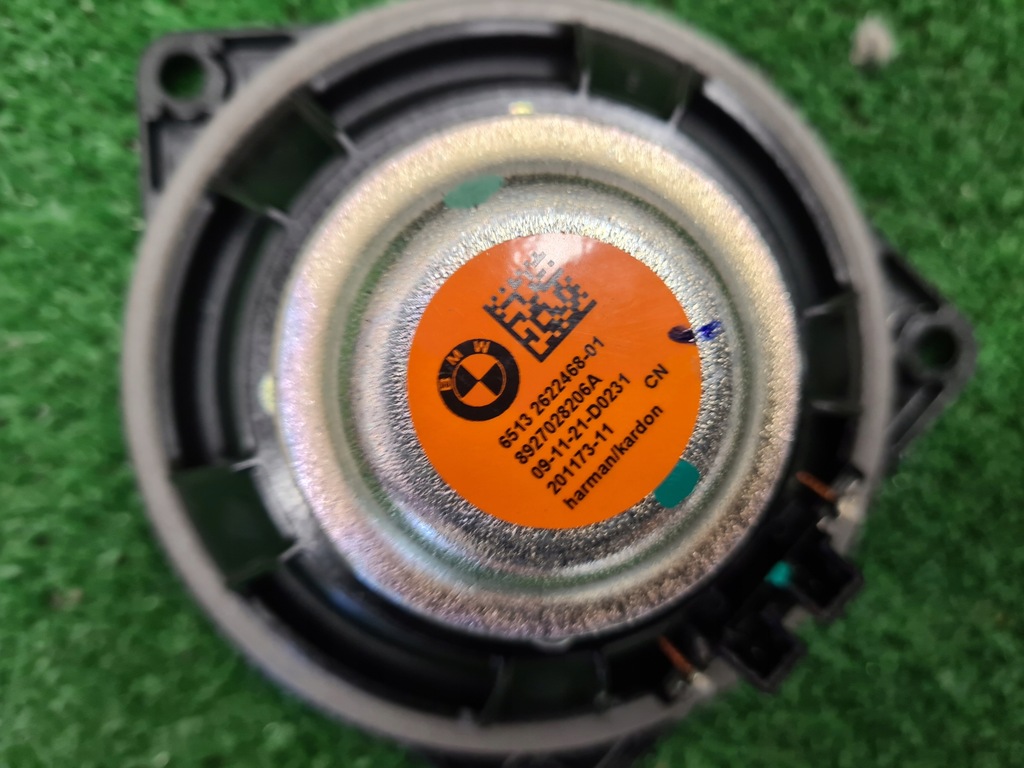 BMW
6513 2622468-01
8927028206A
09-11-21-D0231 CN
201173-11
harman/kardon